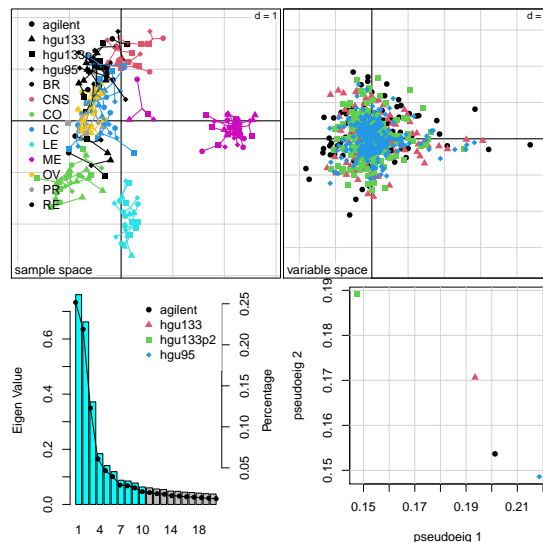 d = 1
agilent
hgu133
hgu133p
hgu95
BR
CNS
CO
LC
LE
ME
OV
PR
RE
sample space
d = 1
variable space
Eigen Value
0.0 0.2 0.4 0.6
1 4 7 10 14 18
0.05 0.10 0.15 0.20 0.25
Percentage
agilent
hgu133
hgu133p2
hgu95
pseudoeig 2
0.15 0.16 0.17 0.18 0.19
0.15 0.17 0.19 0.21
pseudoeig 1